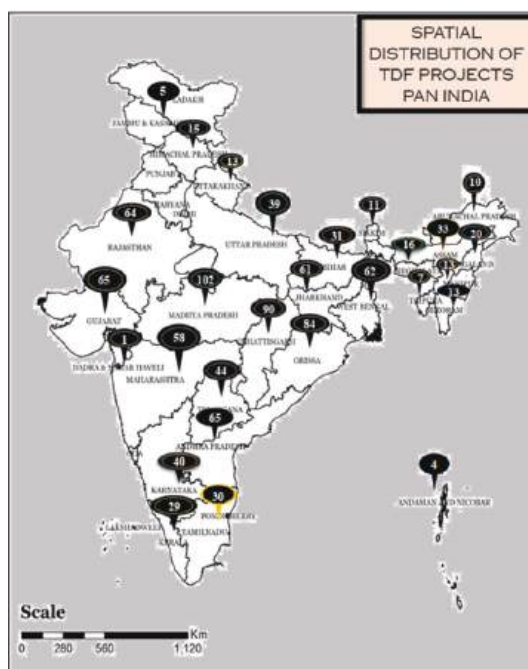 SPATIAL
DISTRIBUTION OF
TDF PROJECTS
PAN INDIA
5
LADAKH
JAMMU & KASHMIR
15
HIMACHAL PRADESH
13
PUNJAB
UTTARAKHAND
10
HARYANA
DELHI
39
11
ARUNACHAL PRADESH
64
31
33
20
RAJASTHAN
UTTAR PRADESH
16
ASSAM
BIHAR
65
102
61
62
13
JHARKHAND
TRIPURA
13
GUJARAT
MADHYA PRADESH
90
WEST BENGAL
MIZORAM
1
58
84
CHHATTISGARH
ORISSA
DADRA & NAGAR HAVELI
MAHARASHTRA
44
65
ANDHRA PRADESH
40
4
KARNATAKA
30
ANDAMAN AND NICOBAR
29
PONDICHERRY
LAKSHADWEEP
TAMILNADU
KERALA
Scale
Km
0 280 560 1,120